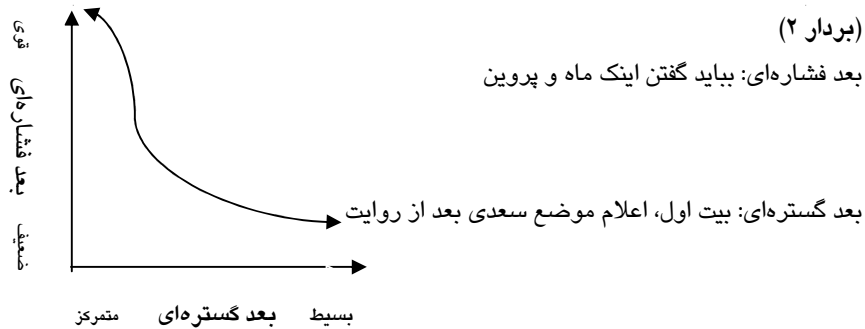 (بردار ۲)
بعد فشاره‌ای: بباید گفتن اینک ماه و پروین
بعد گستره‌ای: بیت اول، اعلام موضع سعدی بعد از روایت
قوی
بعد فشاره‌ای
ضعیف
بسیط بعد گستره‌ای متمرکز